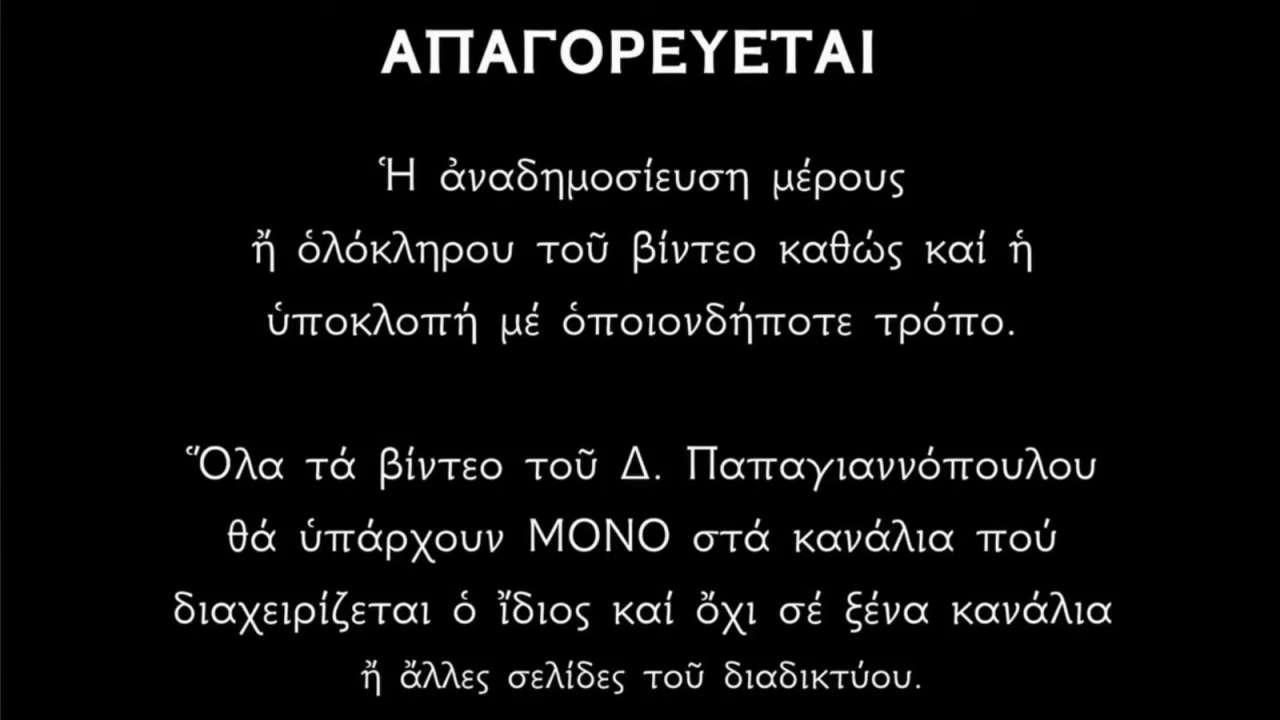 ΑΠΑΓΟΡΕΥΕΤΑΙ
Ἡ ἀναδημοσίευση μέρους
ἤ ὁλόκληρου τοῦ βίντεο καθώς καί ἡ
ὑποκλοπή μέ ὁποιονδήποτε τρόπο.
Ὅλα τά βίντεο τοῦ Δ. Παπαγιαννόπουλου
θά ὑπάρχουν ΜΟΝΟ στά κανάλια πού
διαχειρίζεται ὁ ἴδιος καί ὄχι σέ ξένα κανάλια
ἤ ἄλλες σελίδες τοῦ διαδικτύου.